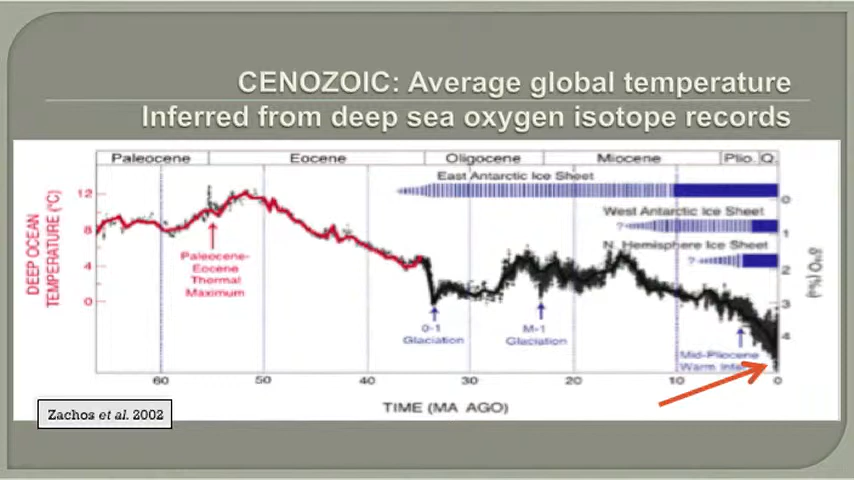 CENOZOIC: Average global temperature
Inferred from deep sea oxygen isotope records
Paleocene Eocene Oligocene Miocene Plio. Q.
East Antarctic Ice Sheet
West Antarctic Ice Sheet
N. Hemisphere Ice Sheet
DEEP OCEAN
TEMPERATURE (°C)
12
8
4
0
0
1
2
3
4
δ¹⁸O (‰)
?
?
Paleocene-
Eocene
Thermal
Maximum
0-1
Glaciation
M-1
Glaciation
Mid-Pliocene
Warm
60 50 40 30 20 10 0
TIME (MA AGO)
Zachos et al. 2002